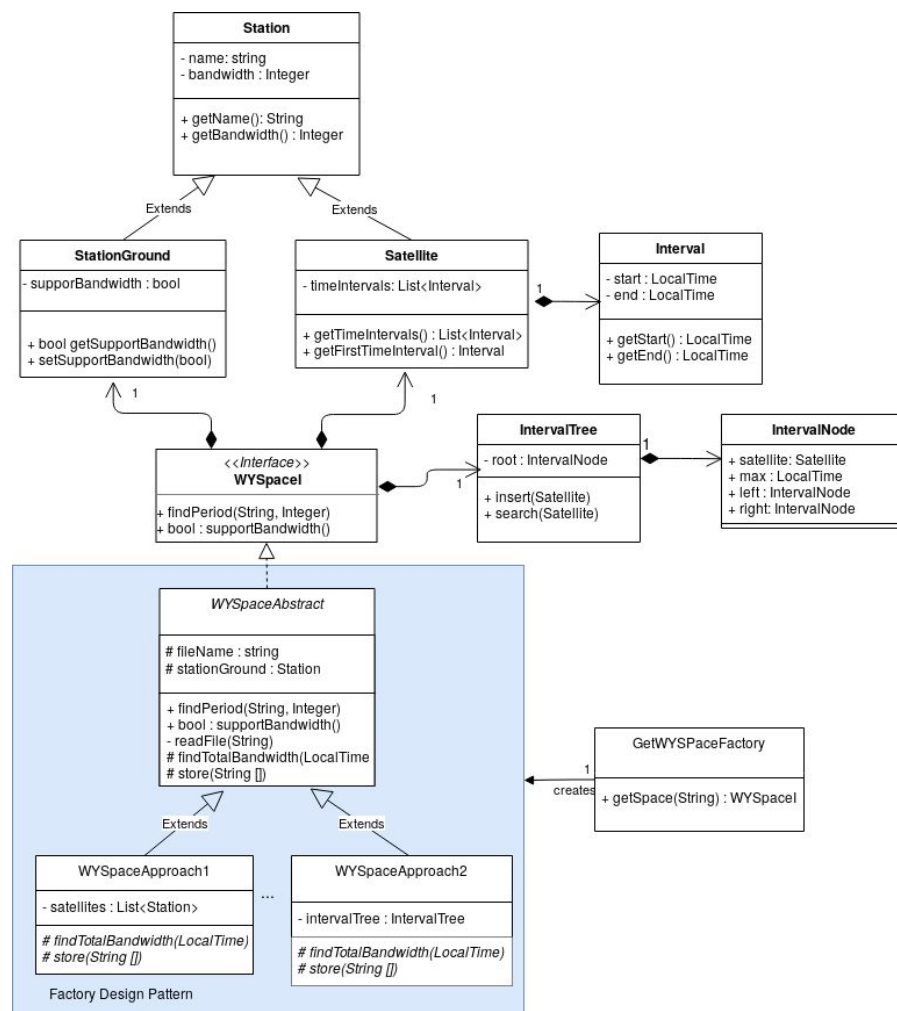 Station
- name: string
- bandwidth : Integer
+ getName(): String
+ getBandwidth() : Integer
Extends
Extends
StationGround
- supporBandwidth : bool
+ bool getSupportBandwidth()
+ setSupportBandwidth(bool)
Satellite
- timeIntervals: List<Interval>
+ getTimeIntervals() : List<Interval>
+ getFirstTimeInterval() : Interval
1
Interval
- start : LocalTime
- end : LocalTime
+ getStart() : LocalTime
+ getEnd() : LocalTime
1
1
<<Interface>>
WYSpaceI
+ findPeriod(String, Integer)
+ bool : supportBandwidth()
1
IntervalTree
- root : IntervalNode
+ insert(Satellite)
+ search(Satellite)
1
IntervalNode
+ satellite: Satellite
+ max : LocalTime
+ left : IntervalNode
+ right: IntervalNode
WYSpaceAbstract
# fileName : string
# stationGround : Station
+ findPeriod(String, Integer)
+ bool : supportBandwidth()
- readFile(String)
# findTotalBandwidth(LocalTime
# store(String [])
1
creates
GetWYSPaceFactory
+ getSpace(String) : WYSpaceI
Extends
Extends
WYSpaceApproach1
- satellites : List<Station>
# findTotalBandwidth(LocalTime)
# store(String [])
...
WYSpaceApproach2
- intervalTree : IntervalTree
# findTotalBandwidth(LocalTime)
# store(String [])
Factory Design Pattern